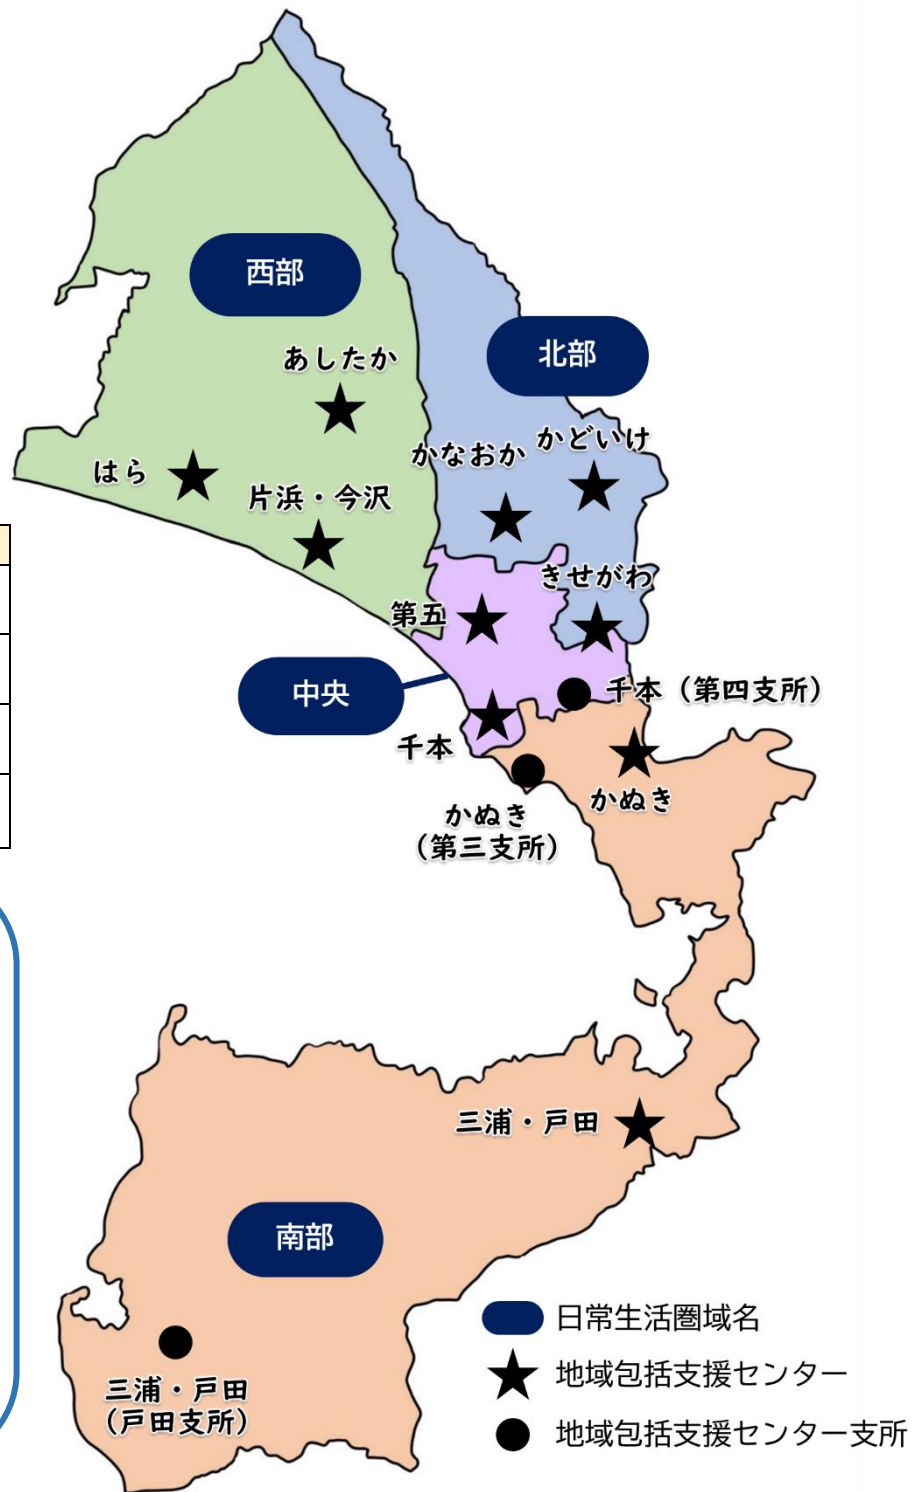 西部
北部
あしたか
かどいけ
かなおか
はら
片浜・今沢
きせがわ
第五
中央
千本（第四支所）
千本
かぬき
かぬき
（第三支所）
三浦・戸田
南部
三浦・戸田
（戸田支所）
日常生活圏域名
地域包括支援センター
地域包括支援センター支所